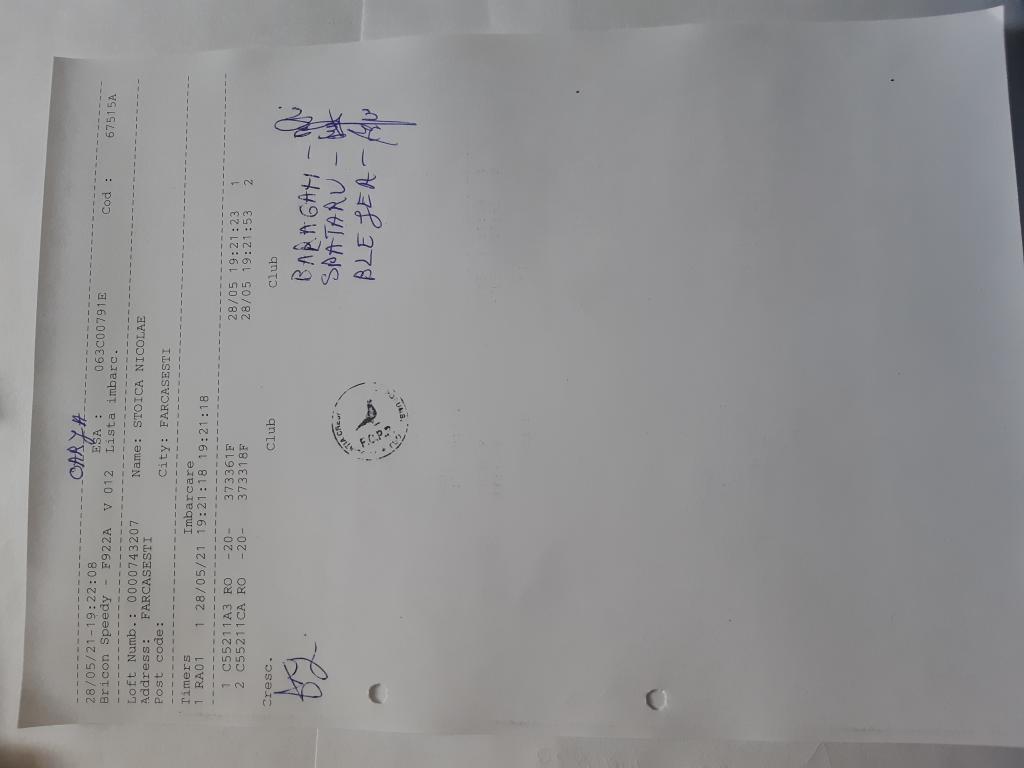 OARJA
28/05/21-19:22:08
Bricon Speedy - F922A V 012 ESA : 063C00791E Cod : 67515A
Lista imbarc.
Loft Numb.: 0000743207 Name: STOICA NICOLAE
Address: FARCASESTI
Post code: City: FARCASESTI
Timers Imbarcare
1 RA01 1 28/05/21 19:21:18 19:21:18
1 C55211A3 RO -20- 373361F 28/05 19:21:23 1
2 C55211CA RO -20- 373318F 28/05 19:21:53 2
Cresc. Club Club
BARAGAN -
SPATARU -
BLEJEA -
F.C.P.